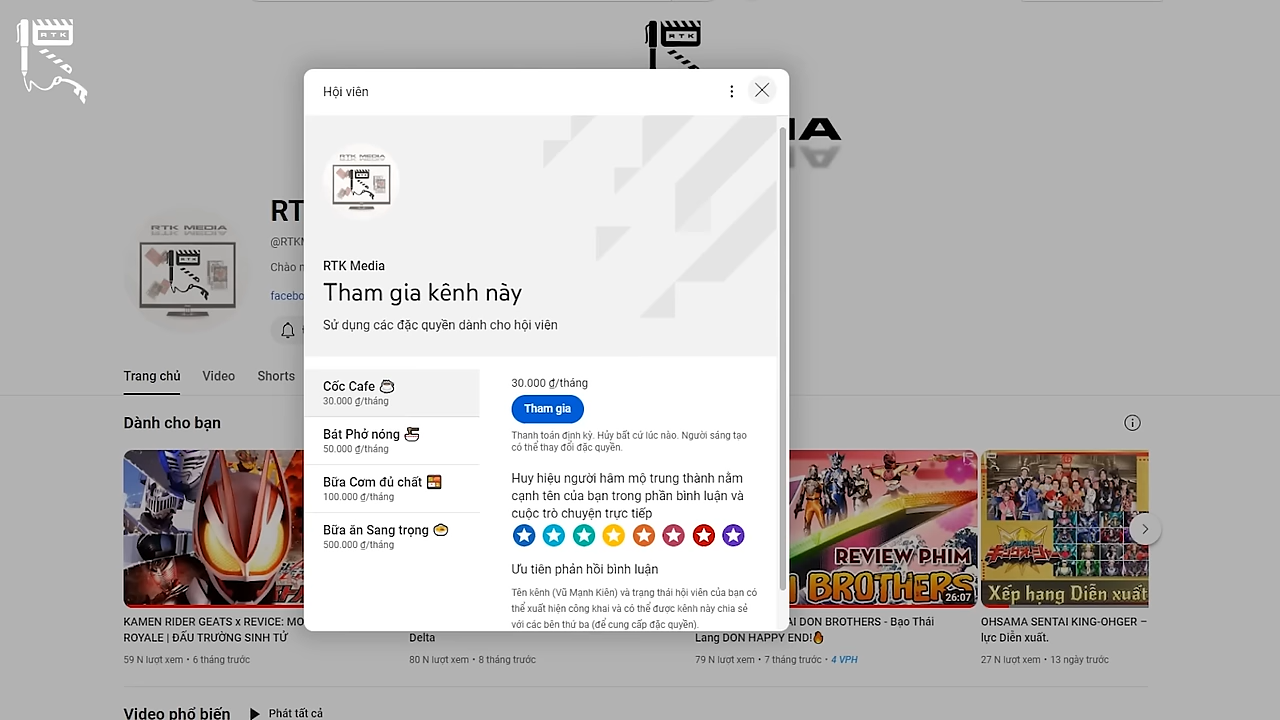 RTK
RTK
Hội viên
IA
RTK MEDIA
RTK Media
Tham gia kênh này
Sử dụng các đặc quyền dành cho hội viên
RTK MEDIA
RT
@RTK
Chào
facebo
Trang chủ
Video
Shorts
Cốc Cafe
30.000 ₫/tháng
Bát Phở nóng
50.000 ₫/tháng
Bữa Cơm đủ chất
100.000 ₫/tháng
Bữa ăn Sang trọng
500.000 ₫/tháng
30.000 ₫/tháng
Tham gia
Thanh toán định kỳ. Hủy bất cứ lúc nào. Người sáng tạo
có thể thay đổi đặc quyền.
Huy hiệu người hâm mộ trung thành nằm
cạnh tên của bạn trong phần bình luận và
cuộc trò chuyện trực tiếp
Ưu tiên phản hồi bình luận
Tên kênh (Vũ Mạnh Kiên) và trạng thái hội viên của bạn có
thể xuất hiện công khai và có thể được kênh này chia sẻ
với các bên thứ ba (để cung cấp đặc quyền).
Dành cho bạn
REVIEW PHIM
BROTHERS
26:07
Xếp hạng Diễn xuất
KAMEN RIDER GEATS x REVICE: MO
ROYALE | ĐẤU TRƯỜNG SINH TỬ
59 N lượt xem • 6 tháng trước
Delta
80 N lượt xem • 8 tháng trước
AI DON BROTHERS - Bạo Thái
Lang DON HAPPY END!
79 N lượt xem • 7 tháng trước • 4 VPH
OHSAMA SENTAI KING-OHGER –
lực Diễn xuất.
27 N lượt xem • 13 ngày trước
Video phổ biến
Phát tất cả